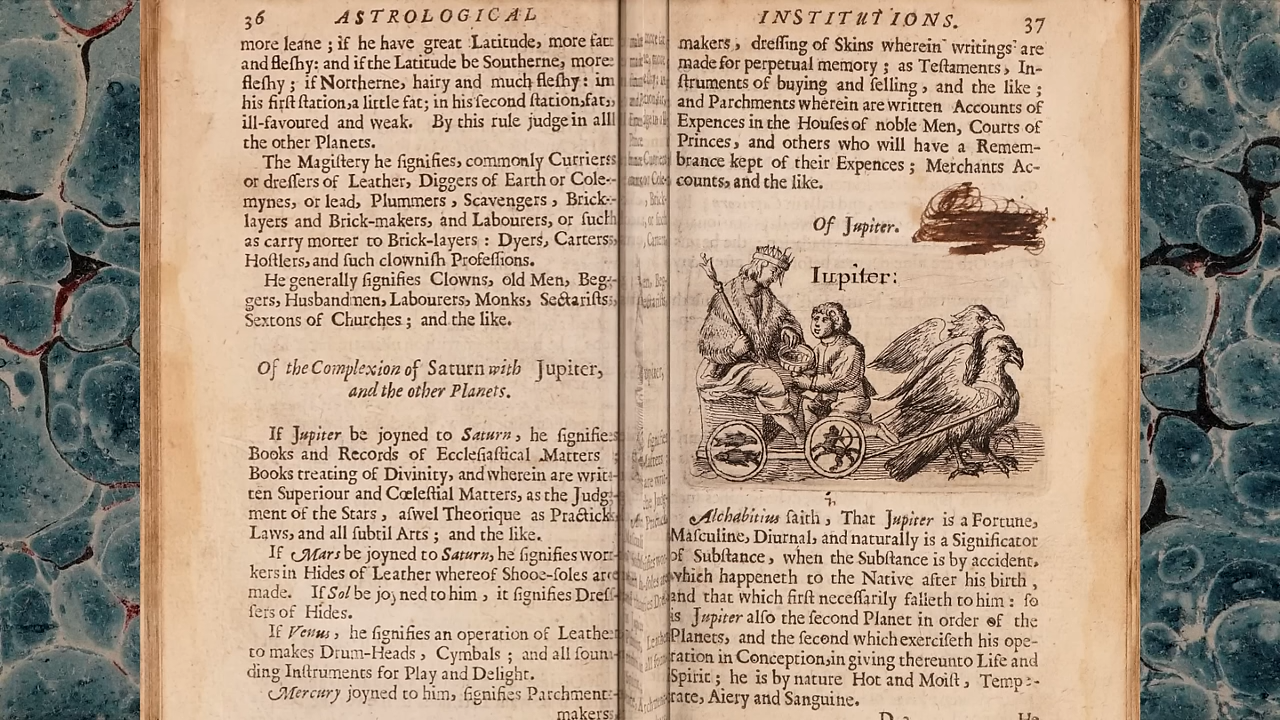 36 ASTROLOGICAL
more leane ; if he have great Latitude, more fat
and fleſhy: and if the Latitude be Southerne, more
fleſhy ; if Northerne, hairy and much fleſhy : in
his firſt ſtation, a little fat; in his second ſtation, fat,
ill-favoured and weak. By this rule judge in all
the other Planets.
The Magiſtery he ſignifies, commonly Curriers
or dreſſers of Leather, Diggers of Earth or Cole-
mynes, or lead, Plummers , Scavengers , Brick-
layers and Brick-makers, and Labourers, or ſuch
as carry morter to Brick-layers : Dyers, Carters,
Hoſtlers, and ſuch clowniſh Profeſſions.
He generally ſignifies Clowns, old Men, Beg-
gers, Husbandmen, Labourers, Monks, Sectariſts,
Sextons of Churches ; and the like.
Of the Complexion of Saturn with Jupiter,
and the other Planets.
If Jupiter be joyned to Saturn , he ſignifies
Books and Records of Eccleſiaſtical Matters ;
Books treating of Divinity, and wherein are writ-
ten Superiour and Cœleſtial Matters, as the Judg-
ment of the Stars , aſwel Theorique as Practick,
Laws, and all ſubtil Arts ; and the like.
If Mars be joyned to Saturn, he ſignifies wor-
kers in Hides of Leather whereof Shooe-ſoles are
made. If Sol be joyned to him , it ſignifies Dreſ-
ſers of Hides.
If Venus , he ſignifies an operation of Leather
to makes Drum-Heads , Cymbals ; and all ſoun-
ding Inſtruments for Play and Delight.
Mercury joyned to him, ſignifies Parchment-
makers,
INSTITUTIONS. 37
makers , dreſſing of Skins wherein writings are
made for perpetual memory ; as Teſtaments , In-
ſtruments of buying and ſelling , and the like ;
and Parchments wherein are written Accounts of
Expences in the Houſes of noble Men, Courts of
Princes, and others who will have a Remem-
brance kept of their Expences ; Merchants Ac-
counts, and the like.
Of Jupiter.
Iupiter:
♃
Alchabitius ſaith , That Jupiter is a Fortune,
Maſculine, Diurnal, and naturally is a Significator
of Subſtance , when the Subſtance is by accident,
which happeneth to the Native after his birth ,
and that which firſt neceſſarily falleth to him : ſo
is Jupiter also the second Planet in order of the
Planets, and the second which exerciſeth his ope-
ration in Conception, in giving thereunto Life and
Spirit ; he is by nature Hot and Moiſt , Tempe-
rate, Aiery and Sanguine.
He